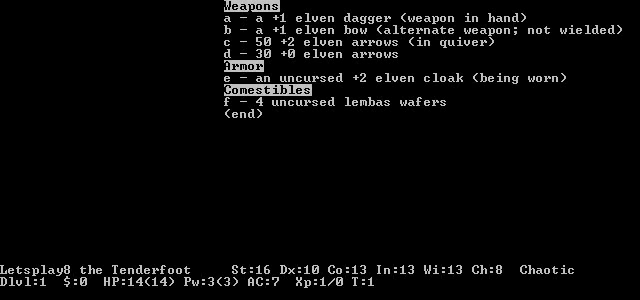 Weapons
a - a +1 elven dagger (weapon in hand)
b - a +1 elven bow (alternate weapon; not wielded)
c - 50 +2 elven arrows (in quiver)
d - 30 +0 elven arrows
Armor
e - an uncursed +2 elven cloak (being worn)
Comestibles
f - 4 uncursed lembas wafers
(end)
Letsplay8 the Tenderfoot St:16 Dx:10 Co:13 In:13 Wi:13 Ch:8 Chaotic
Dlvl:1 $:0 HP:14(14) Pw:3(3) AC:7 Xp:1/0 T:1